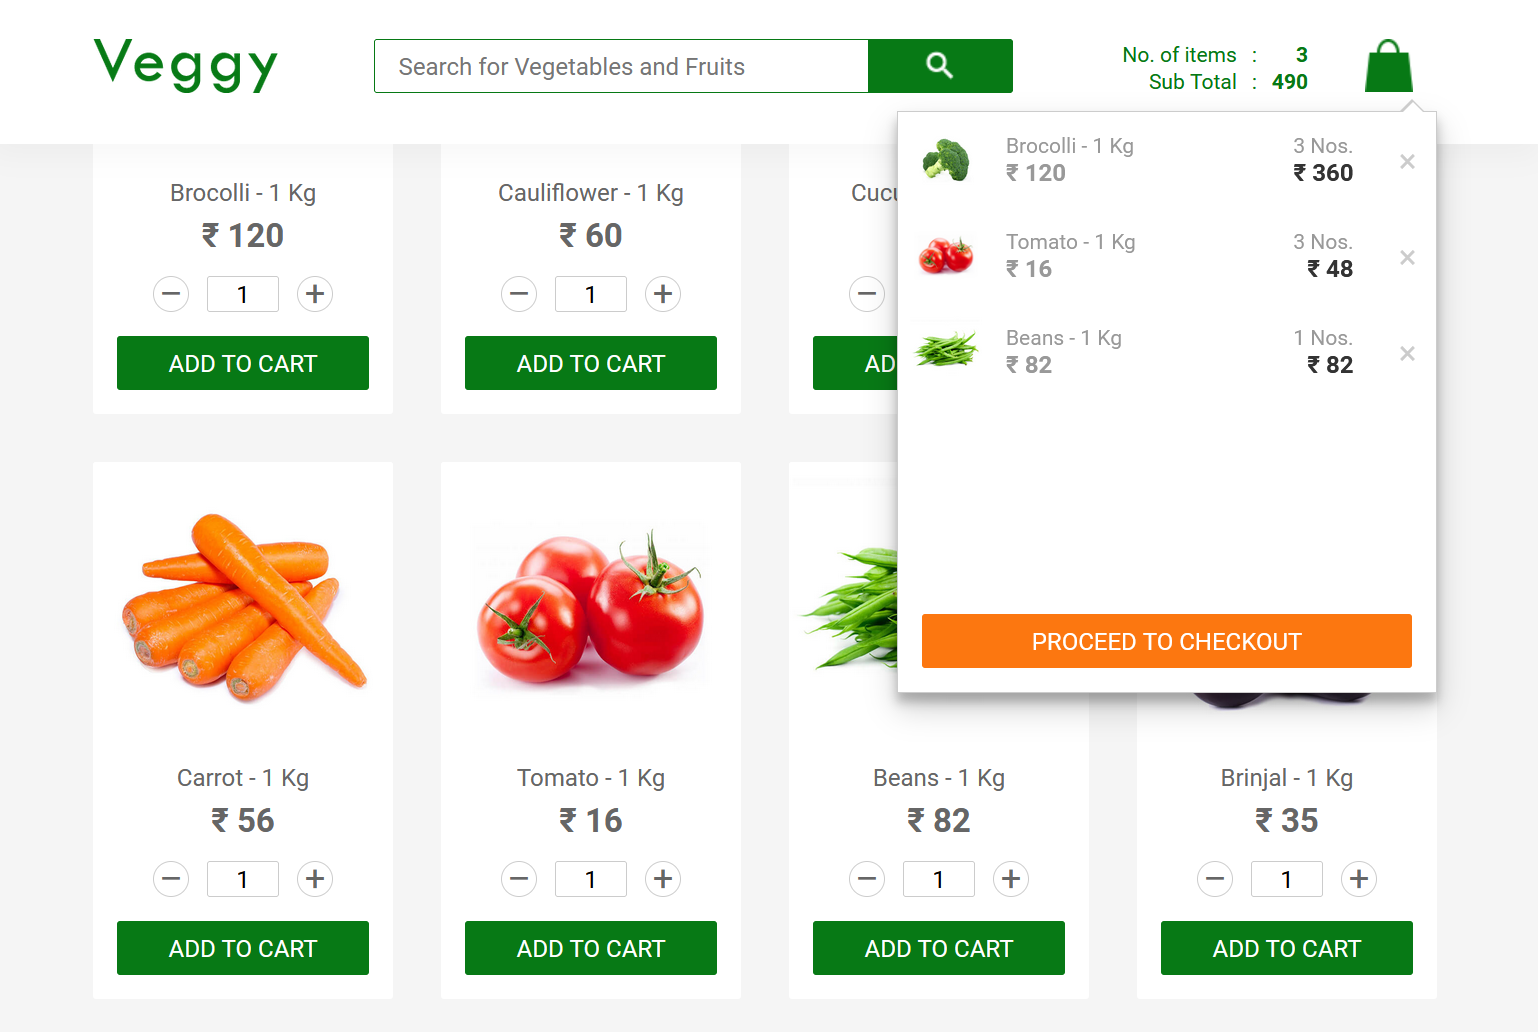 Veggy
Search for Vegetables and Fruits
No. of items : 3
Sub Total : 490
Brocolli - 1 Kg 3 Nos.
₹ 120 ₹ 360 ×
Tomato - 1 Kg 3 Nos.
₹ 16 ₹ 48 ×
Beans - 1 Kg 1 Nos.
₹ 82 ₹ 82 ×
PROCEED TO CHECKOUT
Brocolli - 1 Kg
₹ 120
− 1 +
ADD TO CART
Cauliflower - 1 Kg
₹ 60
− 1 +
ADD TO CART
−
Carrot - 1 Kg
₹ 56
− 1 +
ADD TO CART
Tomato - 1 Kg
₹ 16
− 1 +
ADD TO CART
Beans - 1 Kg
₹ 82
− 1 +
ADD TO CART
Brinjal - 1 Kg
₹ 35
− 1 +
ADD TO CART